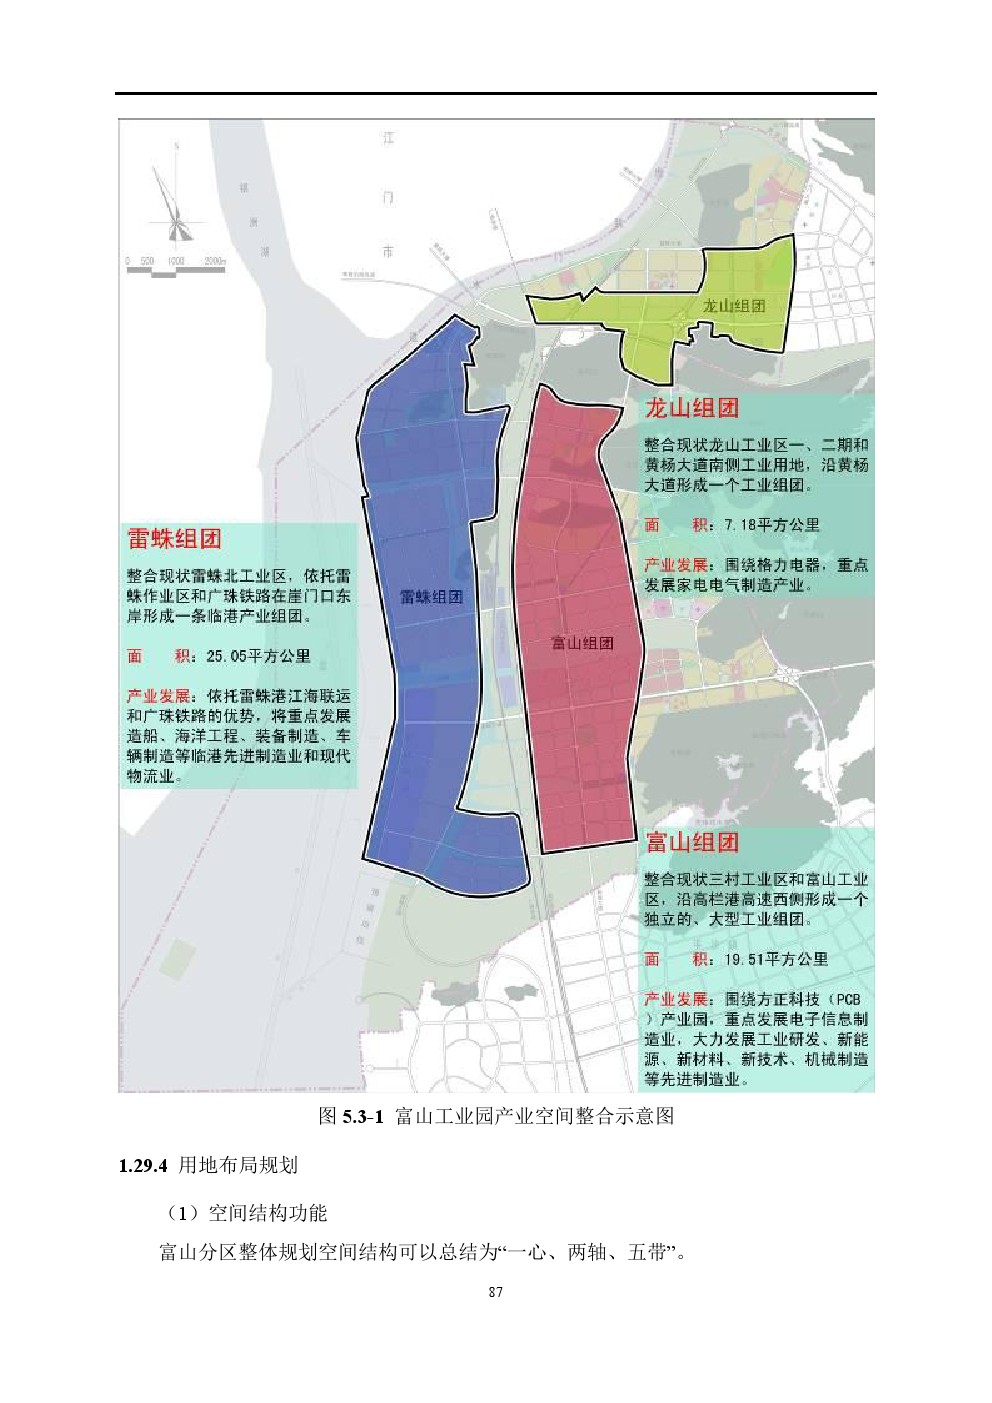 江
门
市
0 500 1000 2000m
龙山组团
龙山组团
整合现状龙山工业区一、二期和
黄杨大道南侧工业用地，沿黄杨
大道形成一个工业组团。
面 积：7.18平方公里
产业发展：围绕格力电器，重点
发展家电电气制造产业。
雷蛛组团
整合现状雷蛛北工业区，依托雷
蛛作业区和广珠铁路在崖门口东
岸形成一条临港产业组团。
面 积：25.05平方公里
产业发展：依托雷蛛港江海联运
和广珠铁路的优势，将重点发展
造船、海洋工程、装备制造、车
辆制造等临港先进制造业和现代
物流业。
雷蛛组团
富山组团
富山组团
整合现状三村工业区和富山工业
区，沿高栏港高速西侧形成一个
独立的、大型工业组团。
面 积：19.51平方公里
产业发展：围绕方正科技（PCB
）产业园，重点发展电子信息制
造业，大力发展工业研发、新能
源、新材料、新技术、机械制造
等先进制造业。
图 5.3-1 富山工业园产业空间整合示意图
1.29.4 用地布局规划
（1）空间结构功能
富山分区整体规划空间结构可以总结为“一心、两轴、五带”。
87